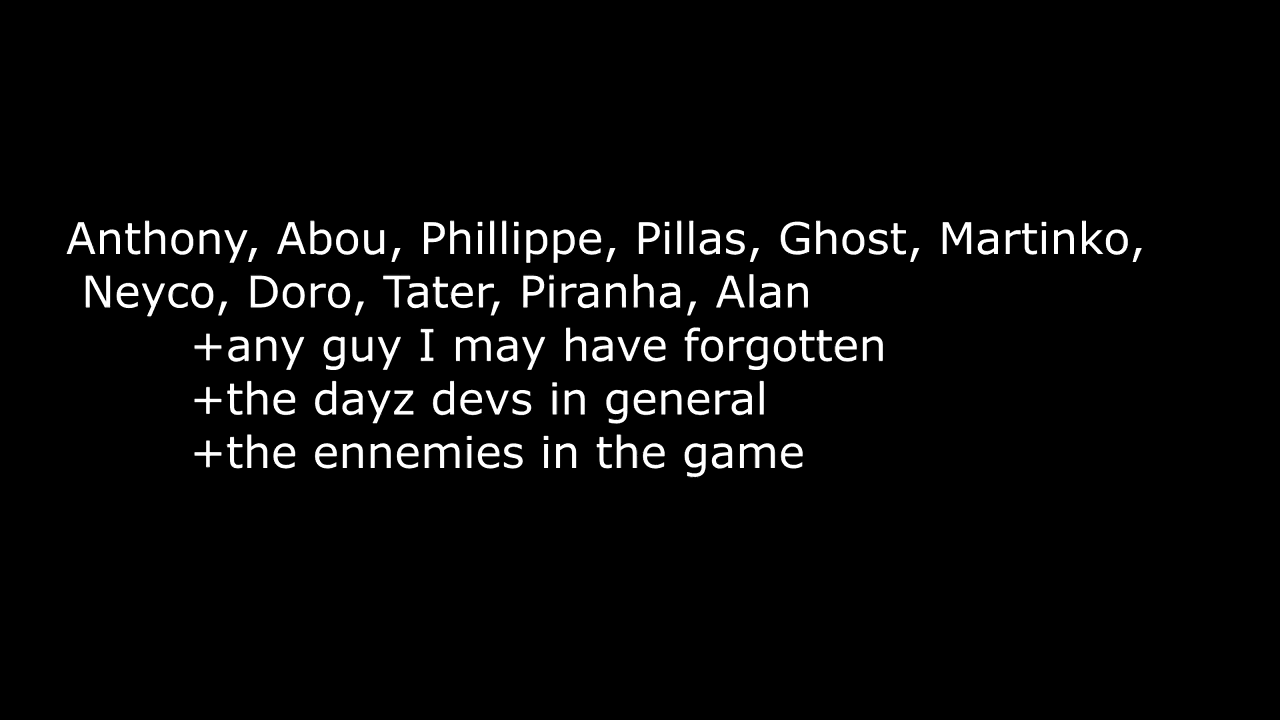 Anthony, Abou, Phillippe, Pillas, Ghost, Martinko,
Neyco, Doro, Tater, Piranha, Alan
+any guy I may have forgotten
+the dayz devs in general
+the ennemies in the game